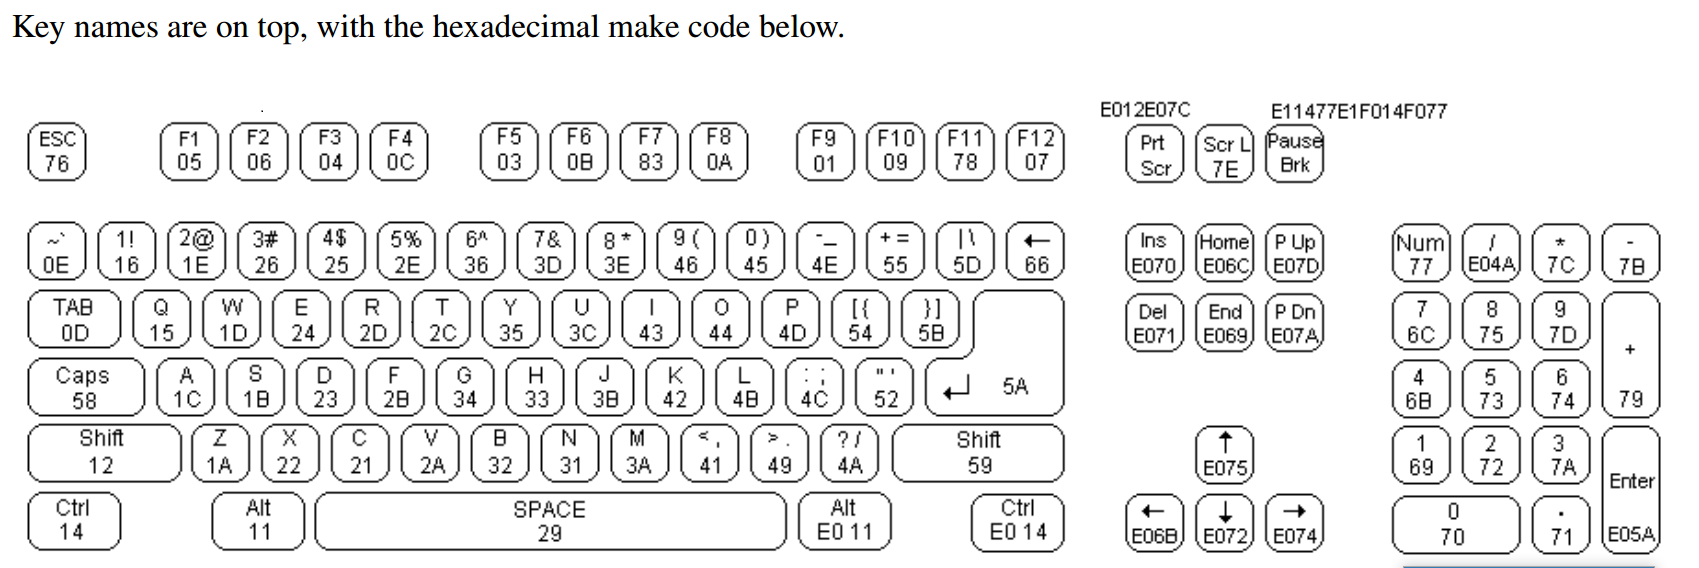 Key names are on top, with the hexadecimal make code below.
E012E07C E11477E1F014F077
ESC F1 F2 F3 F4 F5 F6 F7 F8 F9 F10 F11 F12 Prt Scr L Pause
76 05 06 04 0C 03 0B 83 0A 01 09 78 07 Scr 7E Brk
~` 1! 2@ 3# 4$ 5% 6^ 7& 8* 9( 0) -_ += |\ ← Ins Home P Up Num / * -
0E 16 1E 26 25 2E 36 3D 3E 46 45 4E 55 5D 66 E070 E06C E07D 77 E04A 7C 7B
TAB Q W E R T Y U I O P [{ }] Del End P Dn 7 8 9
0D 15 1D 24 2D 2C 35 3C 43 44 4D 54 5B E071 E069 E07A 6C 75 7D +
Caps A S D F G H J K L : ; " ' ↵ 5A 4 5 6
58 1C 1B 23 2B 34 33 3B 42 4B 4C 52 6B 73 74 79
Shift Z X C V B N M < , > . ? / Shift ↑ 1 2 3
12 1A 22 21 2A 32 31 3A 41 49 4A 59 E075 69 72 7A Enter
Ctrl Alt SPACE Alt Ctrl ← ↓ → 0 .
14 11 29 E0 11 E0 14 E06B E072 E074 70 71 E05A